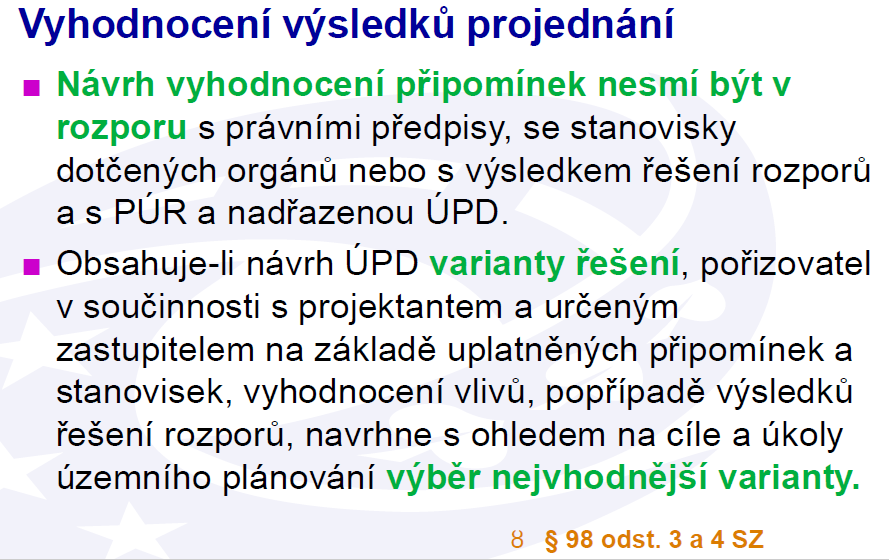 Vyhodnocení výsledků projednání
Návrh vyhodnocení připomínek nesmí být v
rozporu s právními předpisy, se stanovisky
dotčených orgánů nebo s výsledkem řešení rozporů
a s PÚR a nadřazenou ÚPD.
Obsahuje-li návrh ÚPD varianty řešení, pořizovatel
v součinnosti s projektantem a určeným
zastupitelem na základě uplatněných připomínek a
stanovisek, vyhodnocení vlivů, popřípadě výsledků
řešení rozporů, navrhne s ohledem na cíle a úkoly
územního plánování výběr nejvhodnější varianty.
8 § 98 odst. 3 a 4 SZ